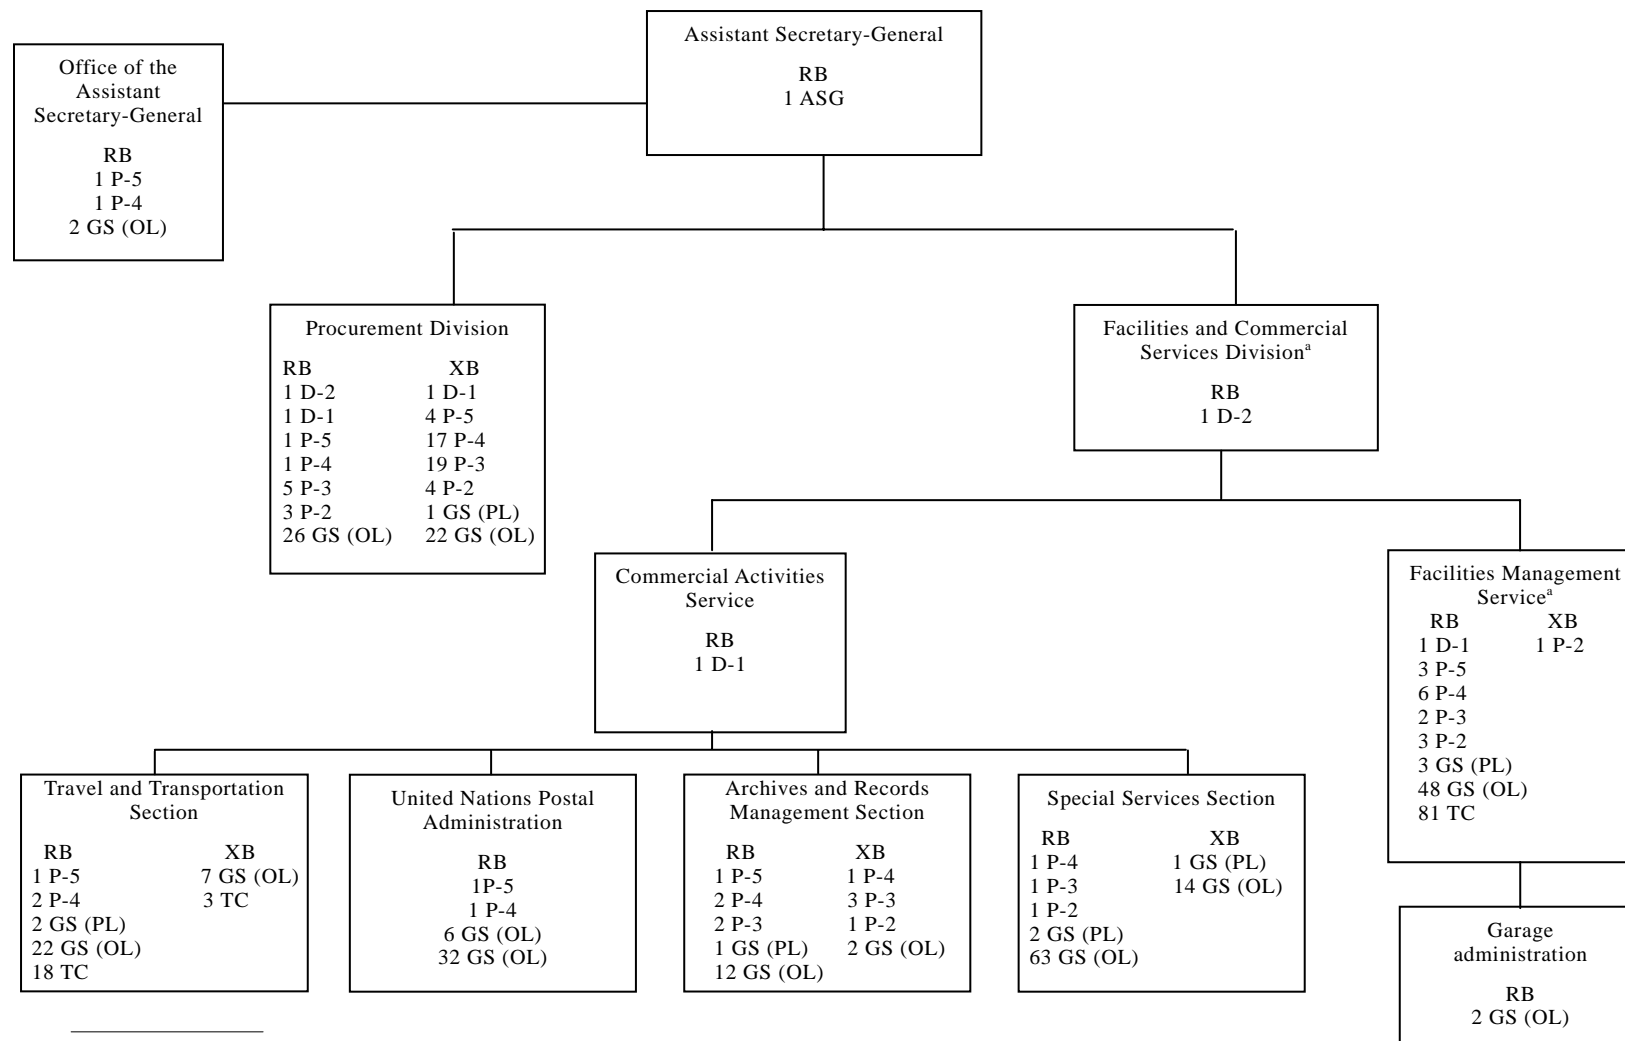 Assistant Secretary-General
RB
1 ASG
Office of the
Assistant
Secretary-General
RB
1 P-5
1 P-4
2 GS (OL)
Procurement Division
RB XB
1 D-2 1 D-1
1 D-1 4 P-5
1 P-5 17 P-4
1 P-4 19 P-3
5 P-3 4 P-2
3 P-2 1 GS (PL)
26 GS (OL) 22 GS (OL)
Facilities and Commercial
Services Divisionª
RB
1 D-2
Commercial Activities
Service
RB
1 D-1
Facilities Management
Serviceª
RB XB
1 D-1 1 P-2
3 P-5
6 P-4
2 P-3
3 P-2
3 GS (PL)
48 GS (OL)
81 TC
Travel and Transportation
Section
RB XB
1 P-5 7 GS (OL)
2 P-4 3 TC
2 GS (PL)
22 GS (OL)
18 TC
United Nations Postal
Administration
RB
1P-5
1 P-4
6 GS (OL)
32 GS (OL)
Archives and Records
Management Section
RB XB
1 P-5 1 P-4
2 P-4 3 P-3
2 P-3 1 P-2
1 GS (PL) 2 GS (OL)
12 GS (OL)
Special Services Section
RB XB
1 P-4 1 GS (PL)
1 P-3 14 GS (OL)
1 P-2
2 GS (PL)
63 GS (OL)
Garage
administration
RB
2 GS (OL)